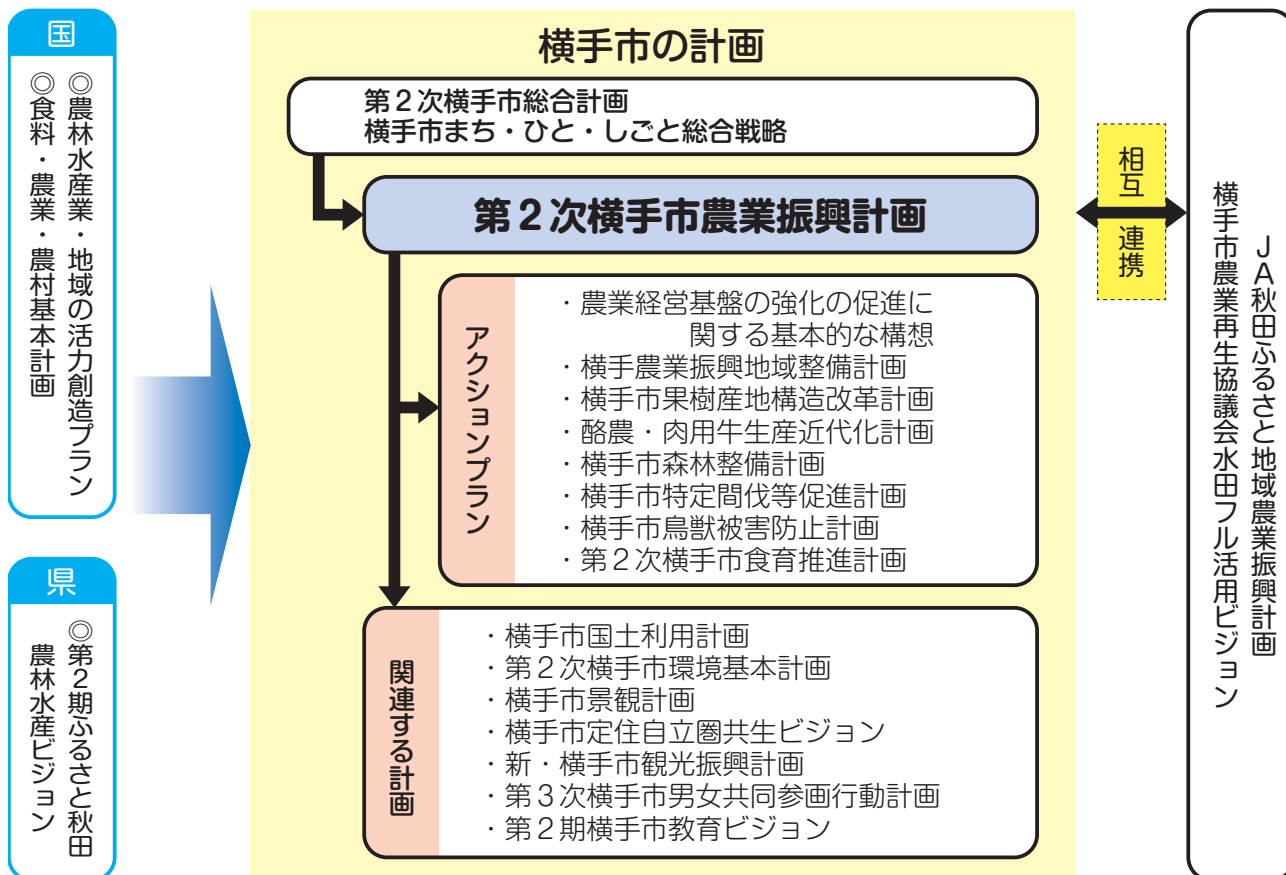 国
◎農林水産業・地域の活力創造プラン
◎食料・農業・農村基本計画
県
◎第２期ふるさと秋田
農林水産ビジョン
横手市の計画
第２次横手市総合計画
横手市まち・ひと・しごと総合戦略
第２次横手市農業振興計画
アクションプラン
・農業経営基盤の強化の促進に
関する基本的な構想
・横手農業振興地域整備計画
・横手市果樹産地構造改革計画
・酪農・肉用牛生産近代化計画
・横手市森林整備計画
・横手市特定間伐等促進計画
・横手市鳥獣被害防止計画
・第２次横手市食育推進計画
関連する計画
・横手市国土利用計画
・第２次横手市環境基本計画
・横手市景観計画
・横手市定住自立圏共生ビジョン
・新・横手市観光振興計画
・第３次横手市男女共同参画行動計画
・第２期横手市教育ビジョン
相互
連携
ＪＡ秋田ふるさと地域農業振興計画
横手市農業再生協議会水田フル活用ビジョン